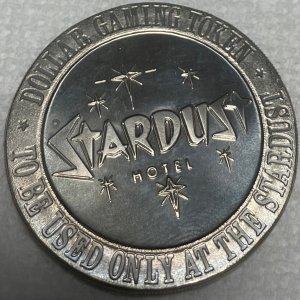 DOLLAR GAMING TOKEN
STARDUST
HOTEL
TO BE USED ONLY AT THE STARDUST